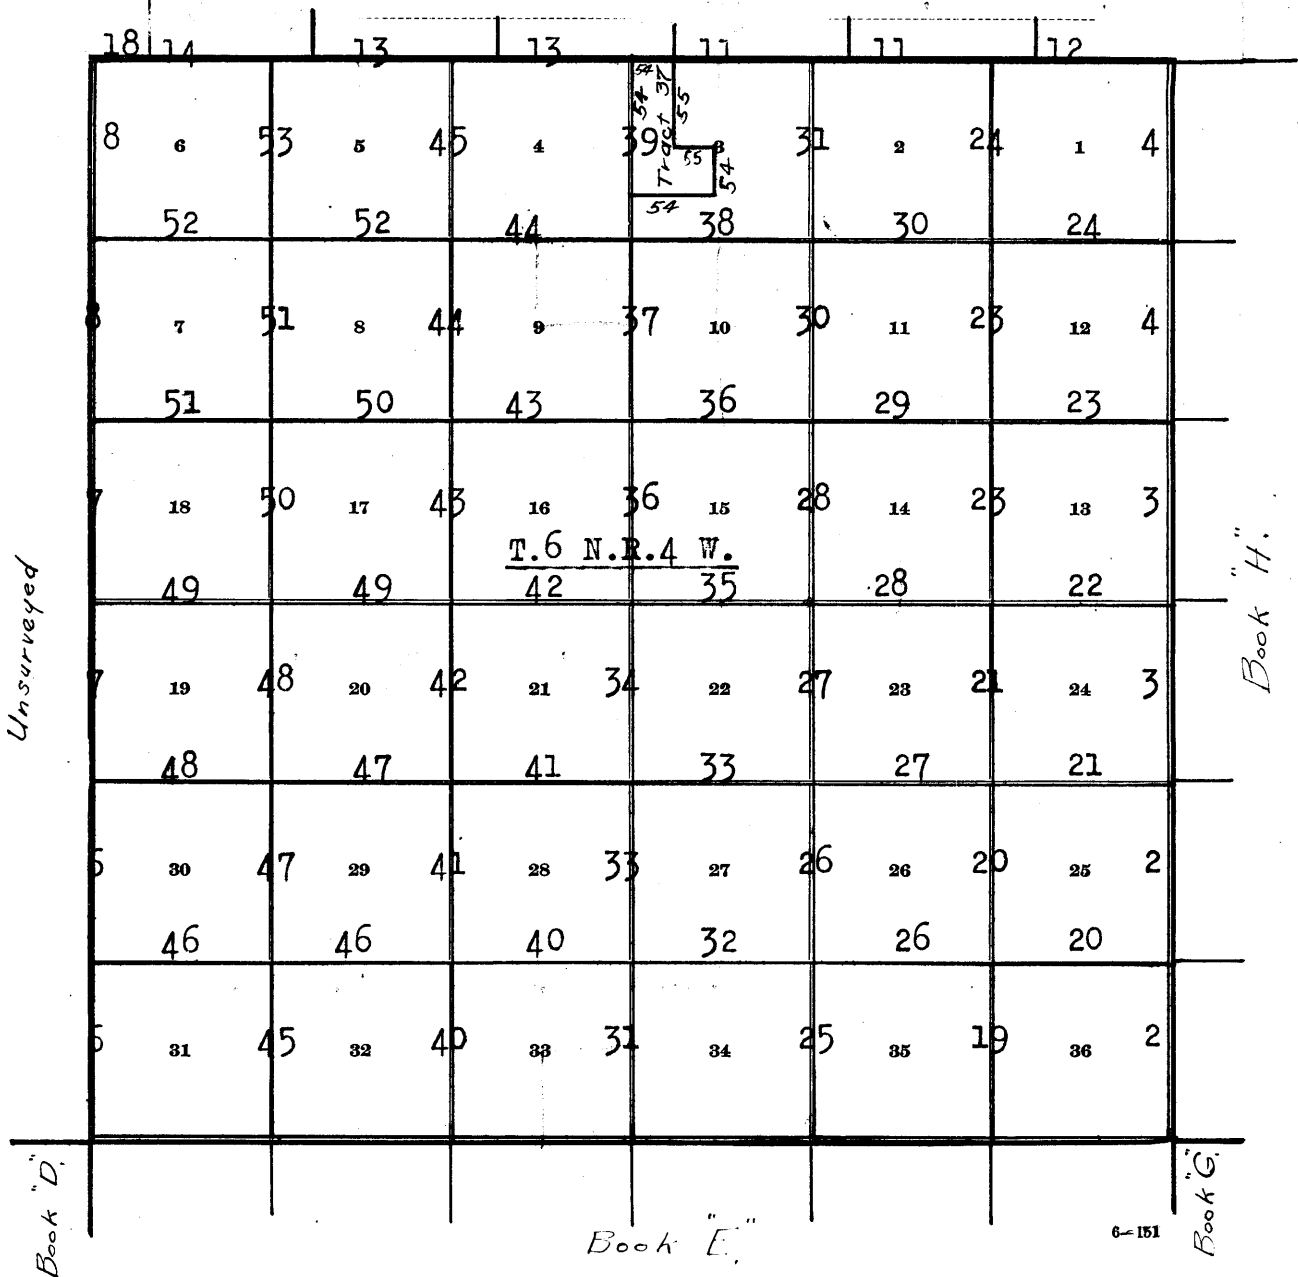 18 14 13 13 11 11 12
54
54 Tract 37 55
8 6 53 5 45 4 39 3 31 2 24 1 4
55
54
54
52 52 44 38 30 24
8 7 51 8 44 9 37 10 30 11 23 12 4
51 50 43 36 29 23
7 18 50 17 43 16 36 15 28 14 23 13 3
T.6 N.R.4 W.
49 49 42 35 28 22
Unsurveyed
Book "H."
7 19 48 20 42 21 34 22 27 23 21 24 3
48 47 41 33 27 21
30 47 29 41 28 33 27 26 26 20 25 2
46 46 40 32 26 20
31 45 32 40 33 31 34 25 35 19 36 2
Book "D."
Book "E."
6—151
Book "G."